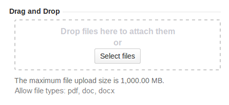 Drag and Drop
Drop files here to attach them
or
Select files
The maximum file upload size is 1,000.00 MB.
Allow file types: pdf, doc, docx